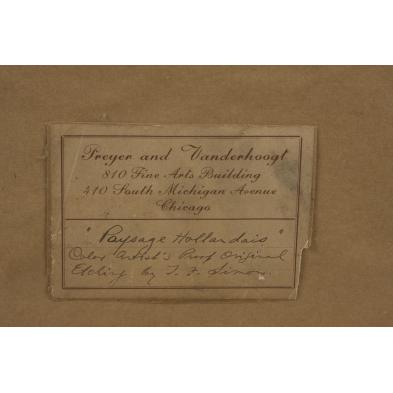 Freyer and Vanderhoogt
810 Fine Arts Building
410 South Michigan Avenue
Chicago
"Paysage Hollandais"
Color Artist's Proof Original
Etching by T. F. Simon.